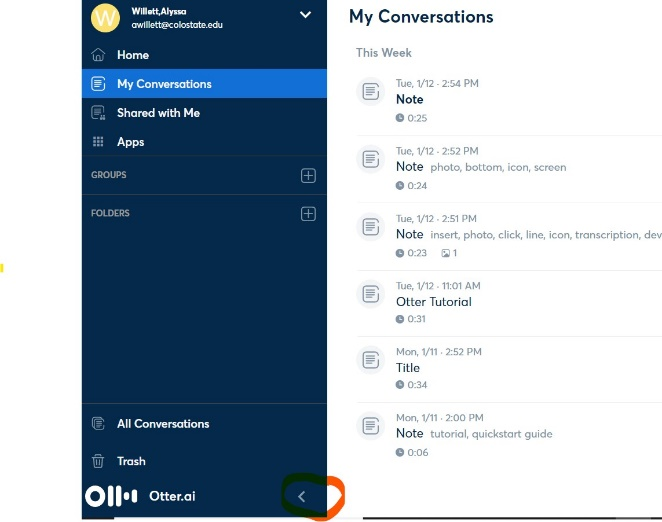 Willett,Alyssa
awillett@colostate.edu
Home
My Conversations
Shared with Me
Apps
GROUPS
FOLDERS
All Conversations
Trash
Otter.ai
My Conversations
This Week
Tue, 1/12 · 2:54 PM
Note
0:25
Tue, 1/12 · 2:52 PM
Note photo, bottom, icon, screen
0:24
Tue, 1/12 · 2:51 PM
Note insert, photo, click, line, icon, transcription, dev
0:23 1
Tue, 1/12 · 11:01 AM
Otter Tutorial
0:31
Mon, 1/11 · 2:52 PM
Title
0:34
Mon, 1/11 · 2:00 PM
Note tutorial, quickstart guide
0:06